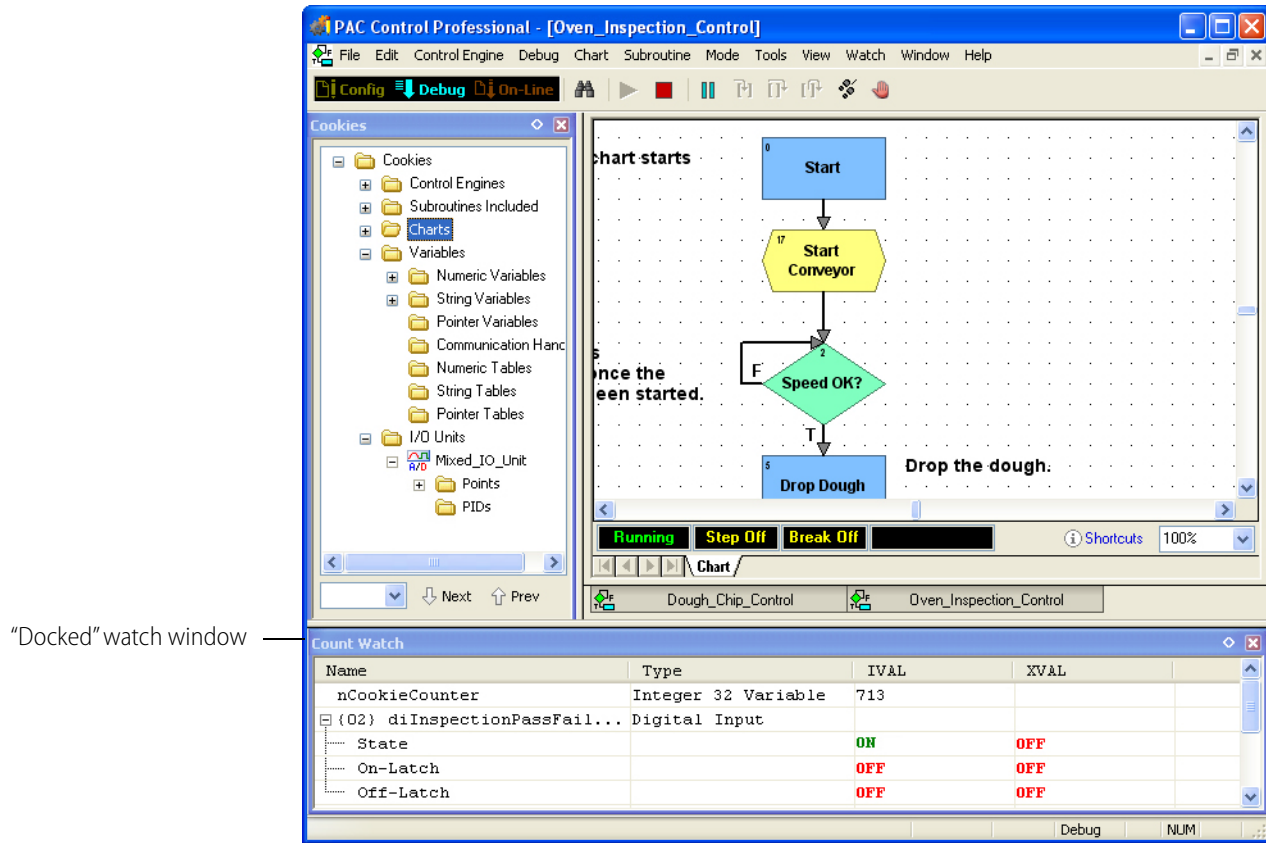 PAC Control Professional - [Oven_Inspection_Control]
File Edit Control Engine Debug Chart Subroutine Mode Tools View Watch Window Help
Config Debug On-Line
Cookies
Cookies
Control Engines
Subroutines Included
Charts
Variables
Numeric Variables
String Variables
Pointer Variables
Communication Hanc
Numeric Tables
String Tables
Pointer Tables
I/O Units
A/D Mixed_IO_Unit
Points
PIDs
Next Prev
chart starts
0
Start
17
Start
Conveyor
s
once the
een started.
2
Speed OK?
F
T
5
Drop Dough
Drop the dough.
Running Step Off Break Off Shortcuts 100%
Chart
Dough_Chip_Control Oven_Inspection_Control
“Docked” watch window
Count Watch
Name Type IVAL XVAL
nCookieCounter Integer 32 Variable 713
{02} diInspectionPassFail... Digital Input
State ON OFF
On-Latch OFF OFF
Off-Latch OFF OFF
Debug NUM